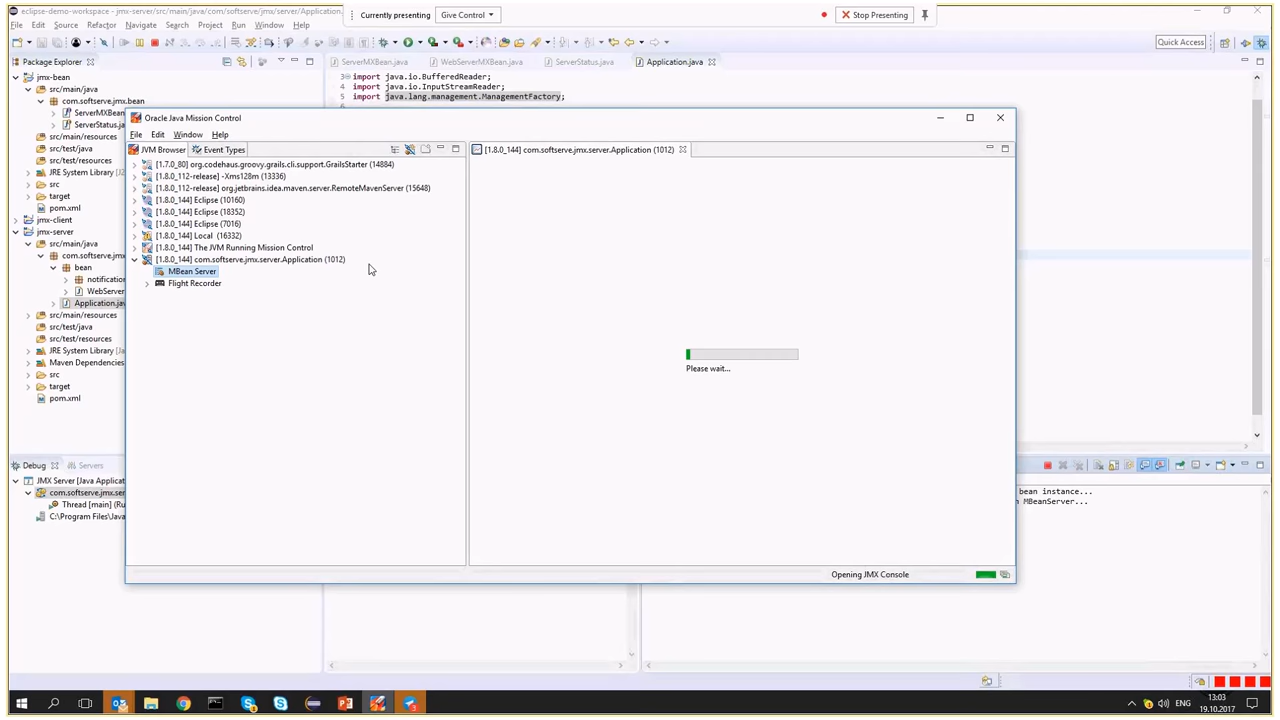 eclipse-demo-workspace - jmx-server/src/main/java/com/softserve/jmx/server/Application.
Currently presenting
Give Control
Stop Presenting
File Edit Source Refactor Navigate Search Project Run Window Help
Quick Access
Package Explorer
ServerMXBean.java
WebServerMXBean.java
ServerStatus.java
Application.java
jmx-bean
src/main/java
com.softserve.jmx.bean
ServerMXBean
ServerStatus.ja
src/main/resources
src/test/java
src/test/resources
JRE System Library [J
src
target
pom.xml
jmx-client
jmx-server
src/main/java
com.softserve.jmx
bean
notification
WebServer
Application.java
src/main/resources
src/test/java
src/test/resources
JRE System Library [J
Maven Dependencies
src
target
pom.xml
3 import java.io.BufferedReader;
4 import java.io.InputStreamReader;
5 import java.lang.management.ManagementFactory;
6
Oracle Java Mission Control
File Edit Window Help
JVM Browser
Event Types
[1.7.0_80] org.codehaus.groovy.grails.cli.support.GrailsStarter (14884)
[1.8.0_112-release] -Xms128m (13336)
[1.8.0_112-release] org.jetbrains.idea.maven.server.RemoteMavenServer (15648)
[1.8.0_144] Eclipse (10160)
[1.8.0_144] Eclipse (18352)
[1.8.0_144] Eclipse (7016)
[1.8.0_144] Local (16332)
[1.8.0_144] The JVM Running Mission Control
[1.8.0_144] com.softserve.jmx.server.Application (1012)
MBean Server
Flight Recorder
[1.8.0_144] com.softserve.jmx.server.Application (1012)
Please wait...
Opening JMX Console
Debug
Servers
JMX Server [Java Applicat
com.softserve.jmx.ser
Thread [main] (Ru
C:\Program Files\Java
bean instance...
MBeanServer...
ENG
13:03
19.10.2017